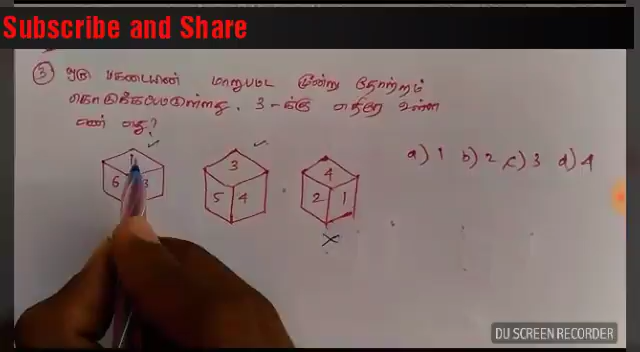 Subscribe and Share
3 ஒரு பகடையின் மாறுபட்ட மூன்று தோற்றம்
கொடுக்கப்பட்டுள்ளது. 3-க்கு எதிரே உள்ள
எண் எது?
a) 1 b) 2 c) 3 d) 4
1 3 4
6 3 5 4 2 1
DU SCREEN RECORDER